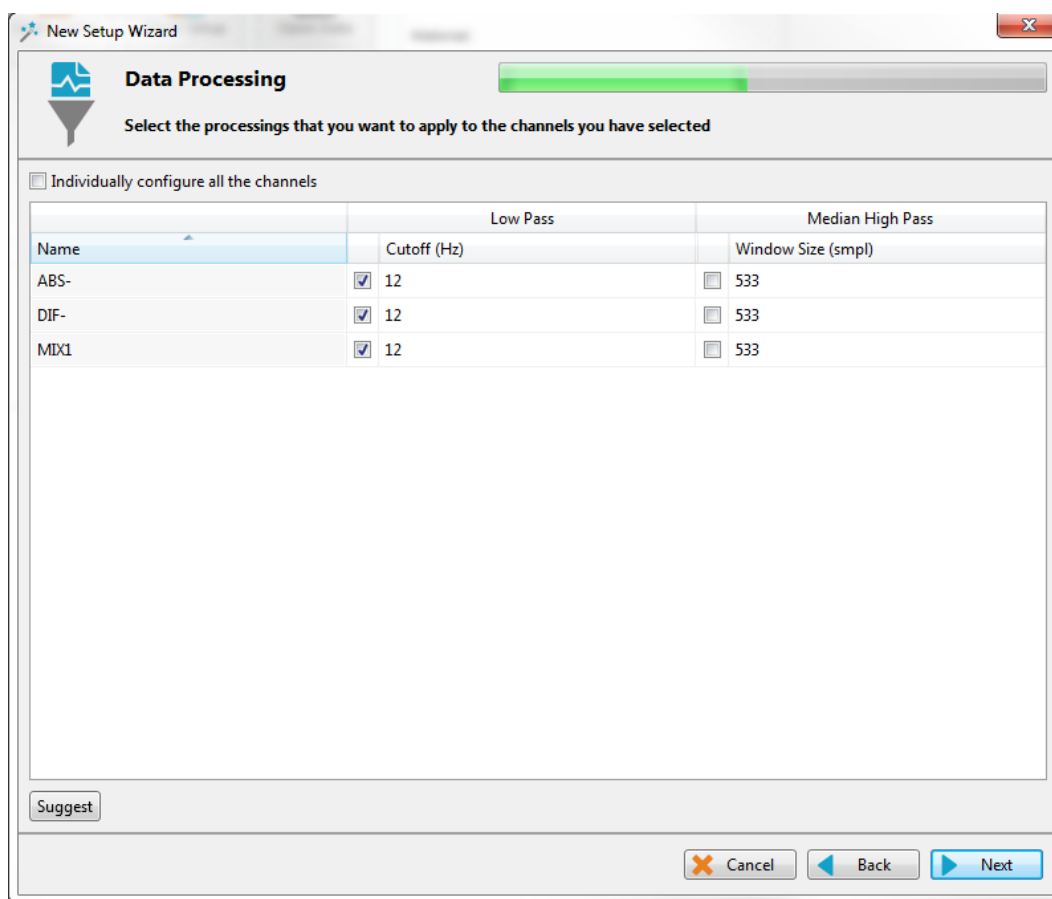 New Setup Wizard
Data Processing
Select the processings that you want to apply to the channels you have selected
Individually configure all the channels
Low Pass Median High Pass
Name Cutoff (Hz) Window Size (smpl)
ABS- 12 533
DIF- 12 533
MIX1 12 533
Suggest
Cancel Back Next